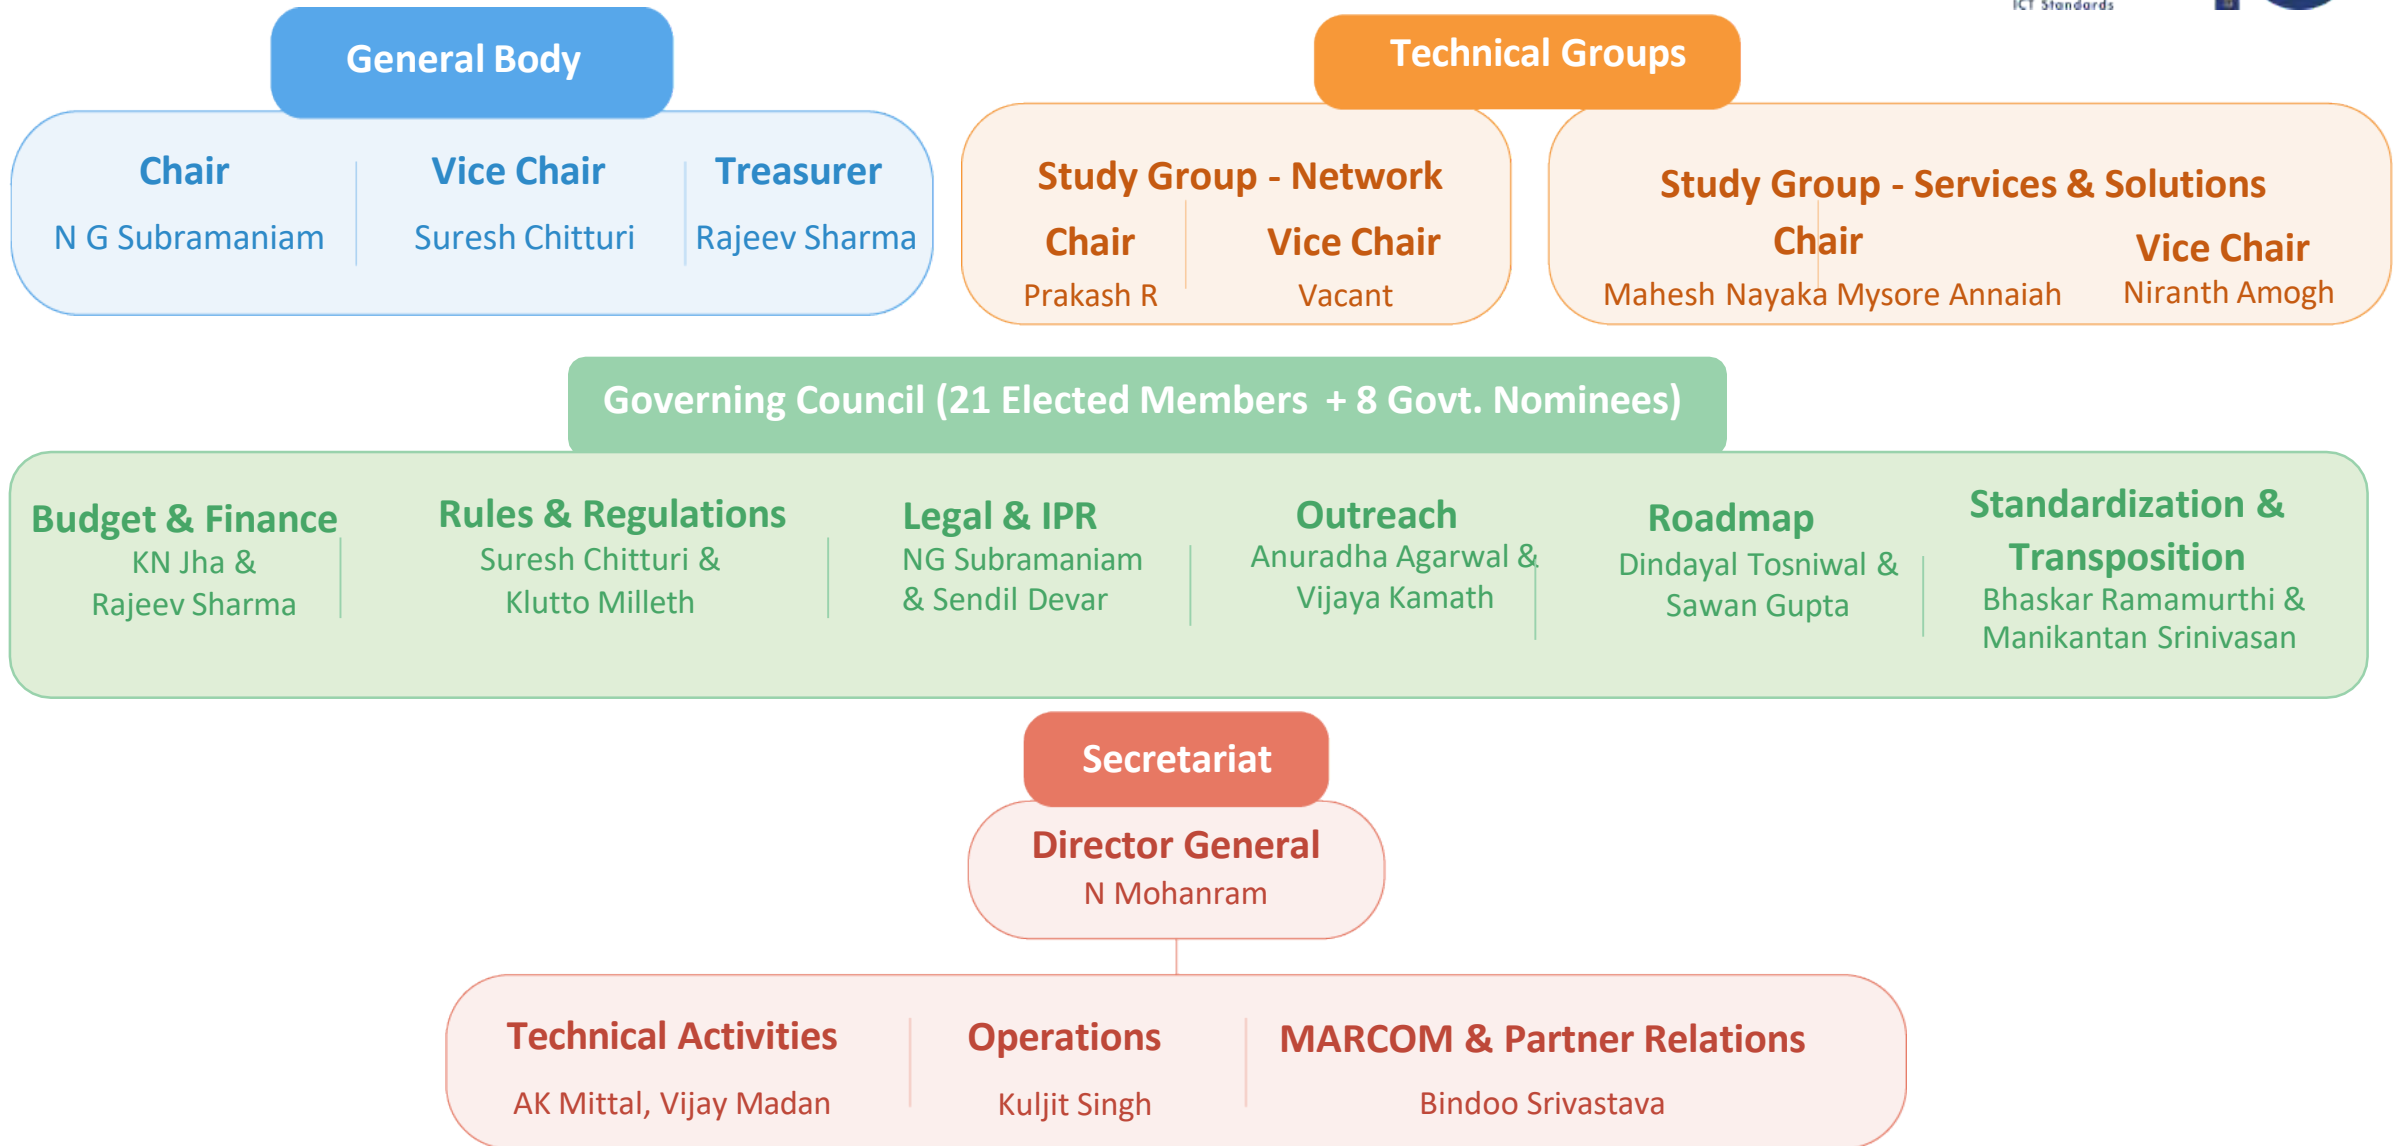 ICT Standards
General Body
Technical Groups
Chair
N G Subramaniam
Vice Chair
Suresh Chitturi
Treasurer
Rajeev Sharma
Study Group - Network
Chair
Prakash R
Vice Chair
Vacant
Study Group - Services & Solutions
Chair
Mahesh Nayaka Mysore Annaiah
Vice Chair
Niranth Amogh
Governing Council (21 Elected Members + 8 Govt. Nominees)
Budget & Finance
KN Jha &
Rajeev Sharma
Rules & Regulations
Suresh Chitturi &
Klutto Milleth
Legal & IPR
NG Subramaniam
& Sendil Devar
Outreach
Anuradha Agarwal &
Vijaya Kamath
Roadmap
Dindayal Tosniwal &
Sawan Gupta
Standardization &
Transposition
Bhaskar Ramamurthi &
Manikantan Srinivasan
Secretariat
Director General
N Mohanram
Technical Activities
AK Mittal, Vijay Madan
Operations
Kuljit Singh
MARCOM & Partner Relations
Bindoo Srivastava